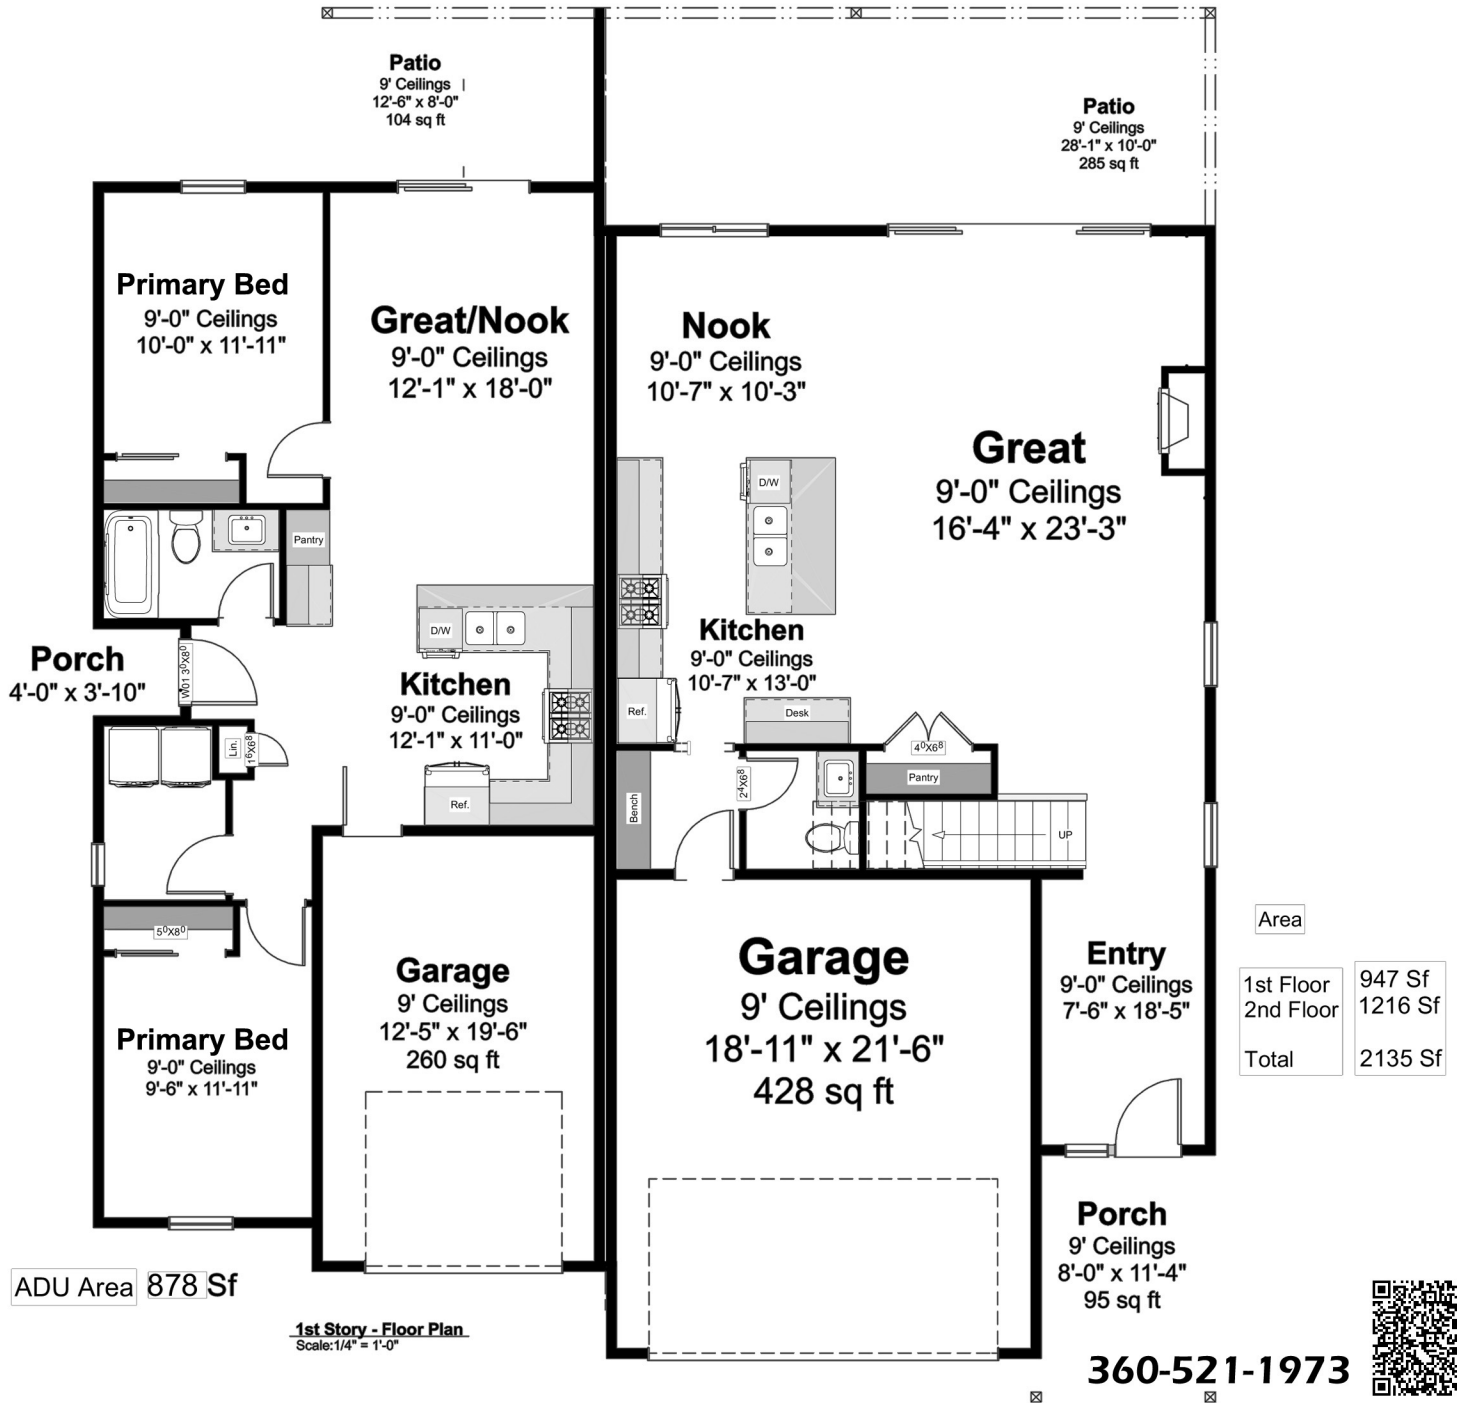 Patio
9' Ceilings
12'-6" x 8'-0"
104 sq ft
Patio
9' Ceilings
28'-1" x 10'-0"
285 sq ft
Primary Bed
9'-0" Ceilings
10'-0" x 11'-11"
Great/Nook
9'-0" Ceilings
12'-1" x 18'-0"
Nook
9'-0" Ceilings
10'-7" x 10'-3"
Great
9'-0" Ceilings
16'-4" x 23'-3"
D/W
Pantry
D/W
Kitchen
9'-0" Ceilings
10'-7" x 13'-0"
Porch
4'-0" x 3'-10"
W01 3⁰X8⁰
Kitchen
9'-0" Ceilings
12'-1" x 11'-0"
Ref.
Desk
Lin.
1⁶X6⁸
4⁰X6⁸
Pantry
2⁴X6⁸
Bench
Ref.
UP
5⁰X8⁰
Garage
9' Ceilings
12'-5" x 19'-6"
260 sq ft
Garage
9' Ceilings
18'-11" x 21'-6"
428 sq ft
Entry
9'-0" Ceilings
7'-6" x 18'-5"
Area
1st Floor 947 Sf
2nd Floor 1216 Sf
Total 2135 Sf
Primary Bed
9'-0" Ceilings
9'-6" x 11'-11"
Porch
9' Ceilings
8'-0" x 11'-4"
95 sq ft
ADU Area 878 Sf
1st Story - Floor Plan
Scale:1/4" = 1'-0"
360-521-1973